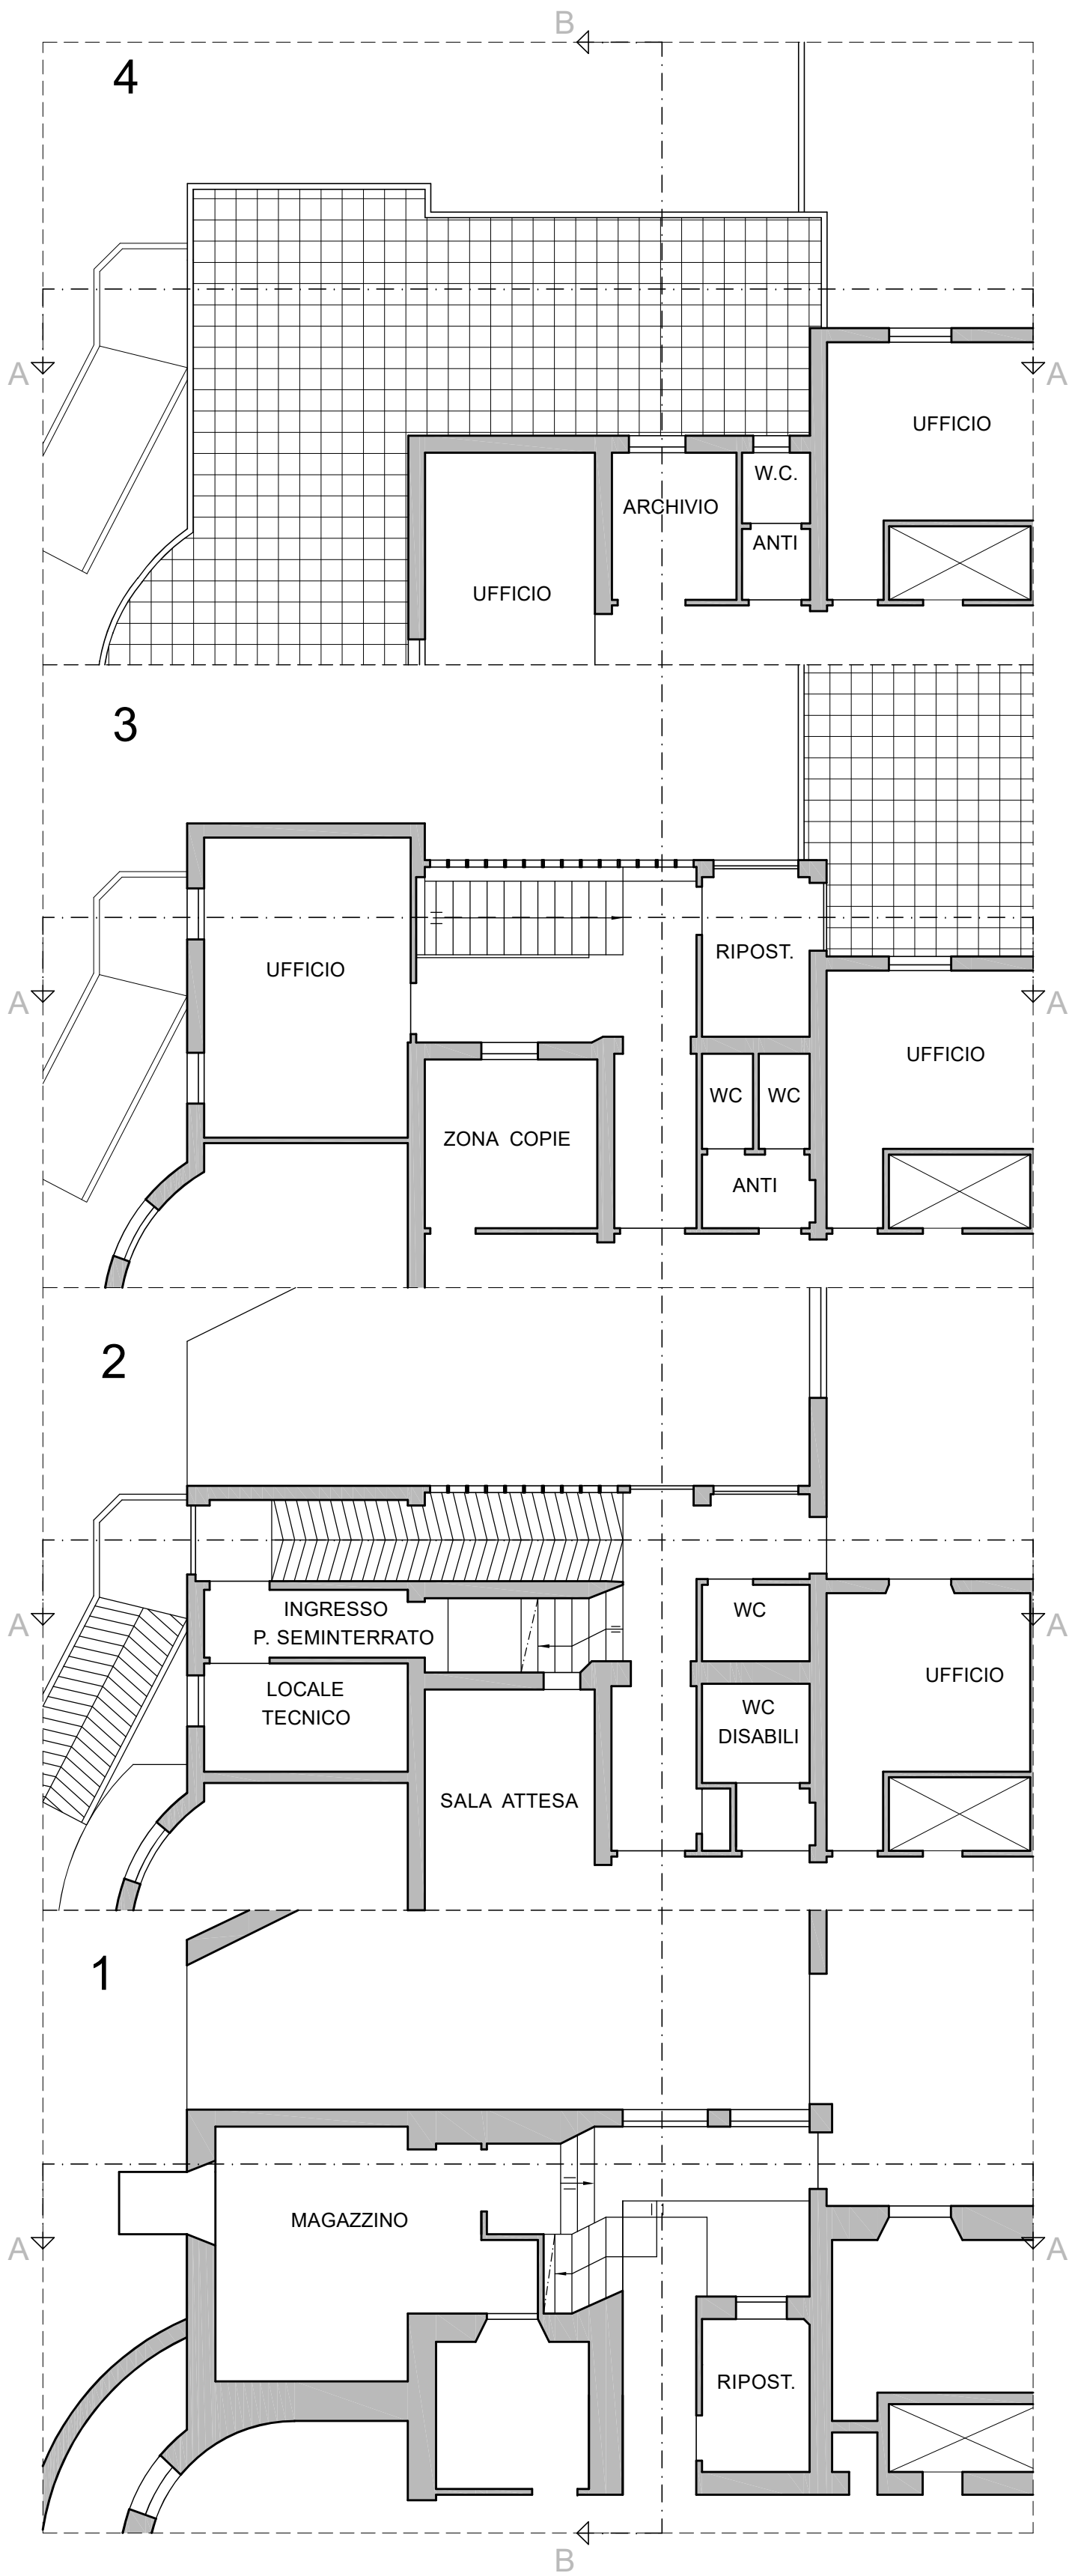 B
4
A
A
UFFICIO
W.C.
ARCHIVIO
ANTI
UFFICIO
3
RIPOST.
UFFICIO
A
A
UFFICIO
WC
WC
ZONA COPIE
ANTI
2
INGRESSO
P. SEMINTERRATO
WC
A
A
UFFICIO
LOCALE
TECNICO
WC
DISABILI
SALA ATTESA
1
MAGAZZINO
A
A
RIPOST.
B